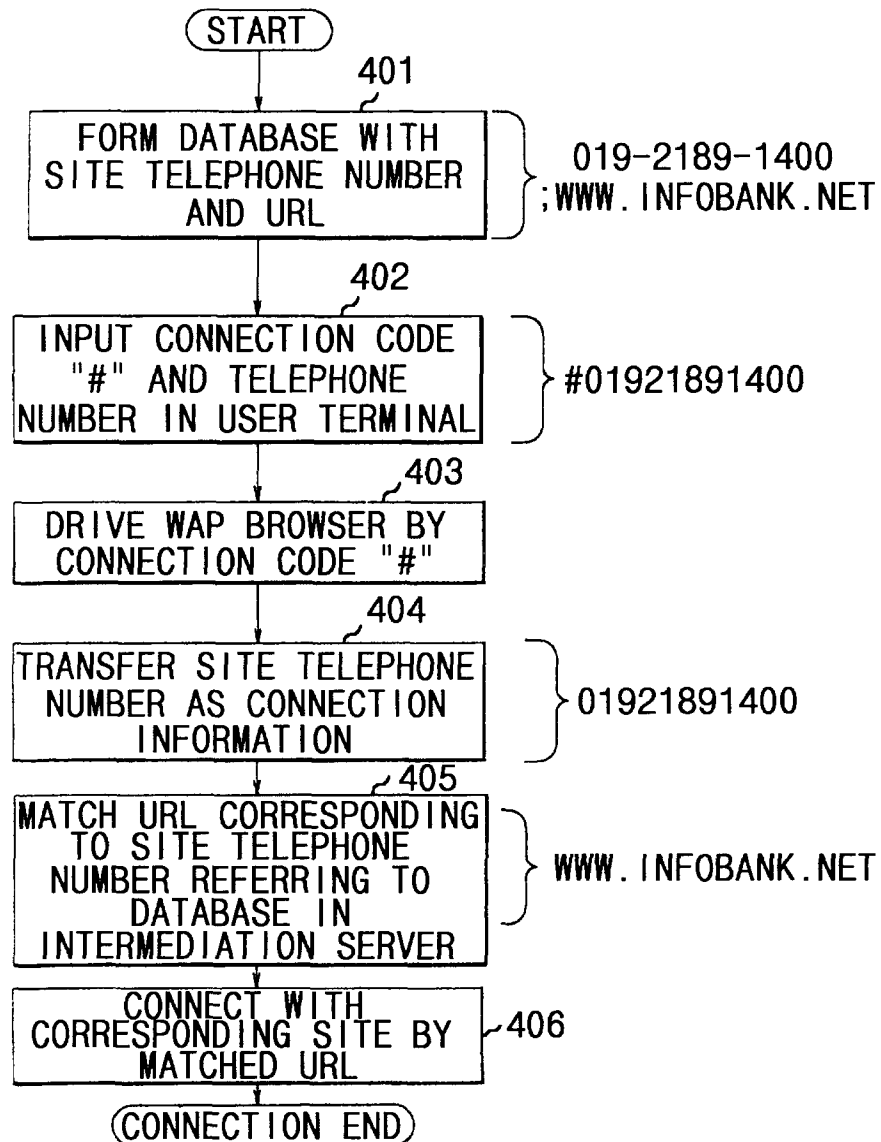 START
401
FORM DATABASE WITH
SITE TELEPHONE NUMBER
AND URL
019-2189-1400
;WWW.INFOBANK.NET
402
INPUT CONNECTION CODE
"#" AND TELEPHONE
NUMBER IN USER TERMINAL
#01921891400
403
DRIVE WAP BROWSER BY
CONNECTION CODE "#"
404
TRANSFER SITE TELEPHONE
NUMBER AS CONNECTION
INFORMATION
01921891400
405
MATCH URL CORRESPONDING
TO SITE TELEPHONE
NUMBER REFERRING TO
DATABASE IN
INTERMEDIATION SERVER
WWW.INFOBANK.NET
CONNECT WITH
CORRESPONDING SITE BY
MATCHED URL
406
CONNECTION END